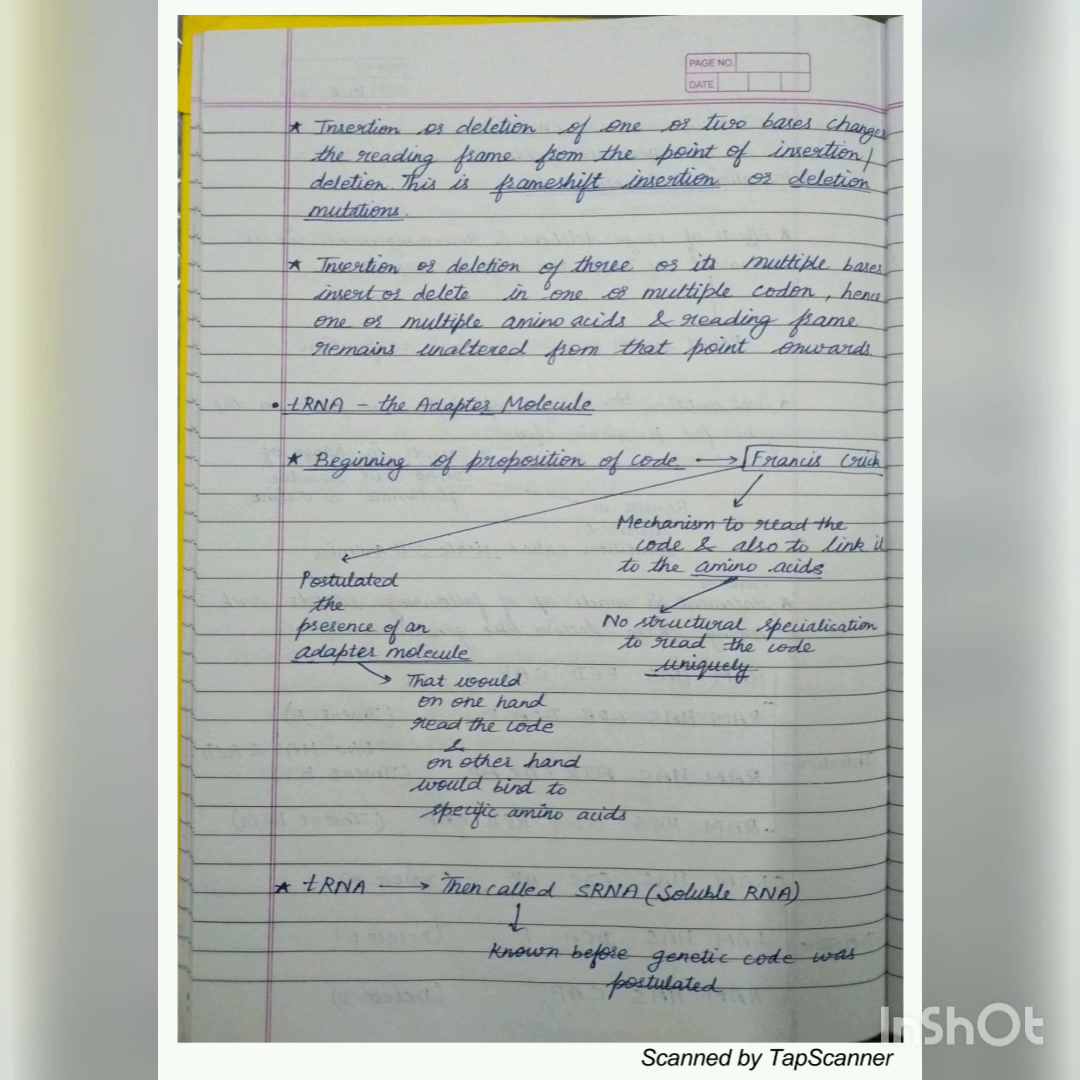 PAGE NO.
DATE
★ Insertion or deletion of one or two bases changes
the reading frame from the point of insertion/
deletion. This is frameshift insertion or deletion
mutations.
★ Insertion or deletion of three or its multiple bases
insert or delete in one or multiple codon, hence
one or multiple amino acids & reading frame
remains unaltered from that point onwards.
• tRNA - the Adapter Molecule
★ Beginning of proposition of code → Francis Crick
Mechanism to read the
code & also to link it
to the amino acids
Postulated
the
presence of an
adapter molecule
No structural specialisation
to read the code
uniquely
That would
on one hand
read the code
&
on other hand
would bind to
specific amino acids
★ tRNA → Then called SRNA (Soluble RNA)
↓
Known before genetic code was
postulated
InShOt
Scanned by TapScanner